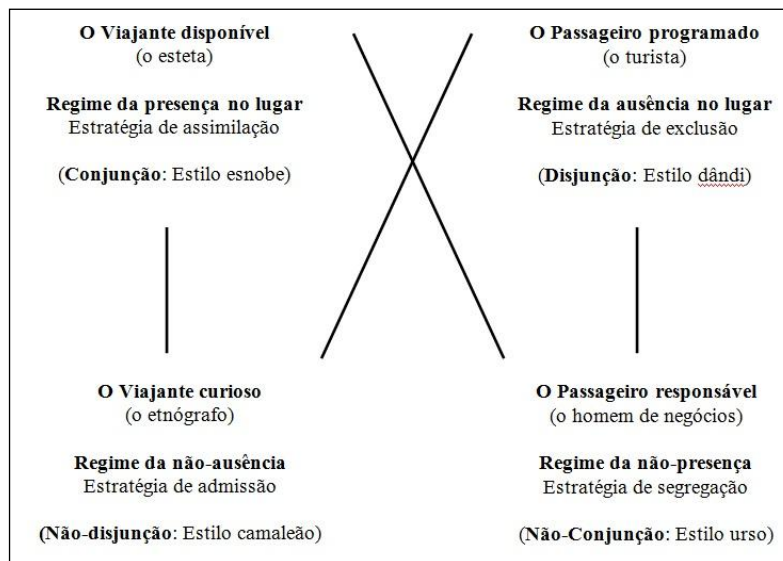 O Viajante disponível
(o esteta)
Regime da presença no lugar
Estratégia de assimilação
(Conjunção: Estilo esnobe)
O Passageiro programado
(o turista)
Regime da ausência no lugar
Estratégia de exclusão
(Disjunção: Estilo dândi)
O Viajante curioso
(o etnógrafo)
Regime da não-ausência
Estratégia de admissão
(Não-disjunção: Estilo camaleão)
O Passageiro responsável
(o homem de negócios)
Regime da não-presença
Estratégia de segregação
(Não-Conjunção: Estilo urso)